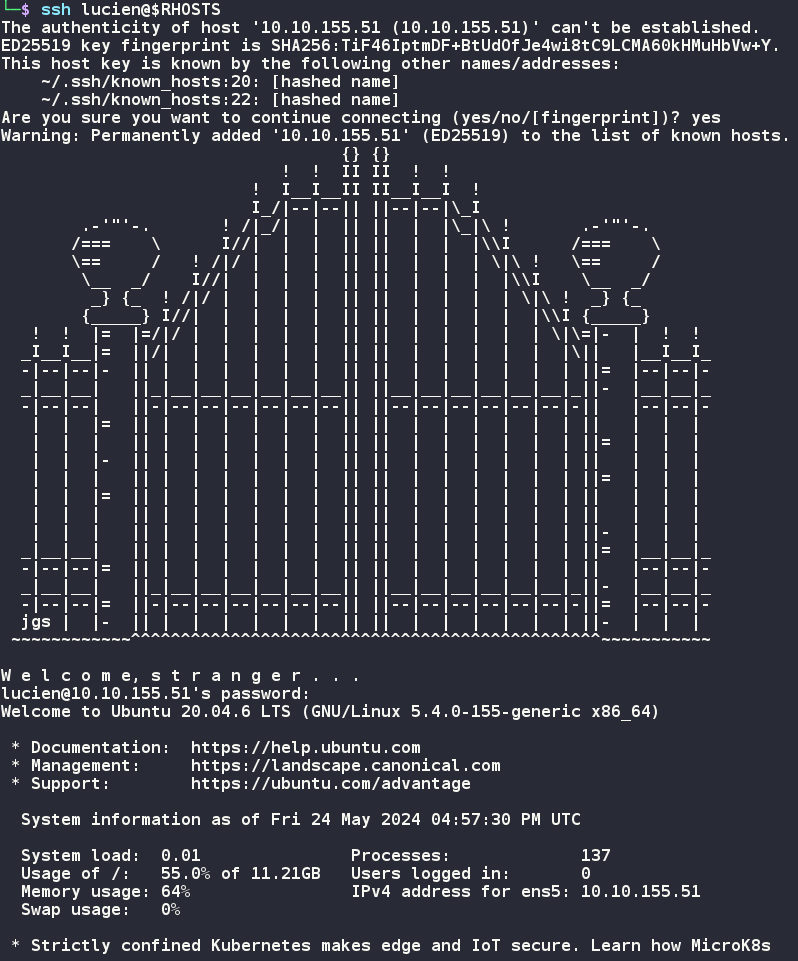 └─$ ssh lucien@$RHOSTS
The authenticity of host '10.10.155.51 (10.10.155.51)' can't be established.
ED25519 key fingerprint is SHA256:TiF46IptmDF+BtUdOfJe4wi8tC9LCMA60kHMuHbVw+Y.
This host key is known by the following other names/addresses:
    ~/.ssh/known_hosts:20: [hashed name]
    ~/.ssh/known_hosts:22: [hashed name]
Are you sure you want to continue connecting (yes/no/[fingerprint])? yes
Warning: Permanently added '10.10.155.51' (ED25519) to the list of known hosts.
jgs
W e l c o m e, s t r a n g e r . . .
lucien@10.10.155.51's password:
Welcome to Ubuntu 20.04.6 LTS (GNU/Linux 5.4.0-155-generic x86_64)

 * Documentation:  https://help.ubuntu.com
 * Management:     https://landscape.canonical.com
 * Support:        https://ubuntu.com/advantage

  System information as of Fri 24 May 2024 04:57:30 PM UTC

  System load:  0.01               Processes:             137
  Usage of /:   55.0% of 11.21GB   Users logged in:       0
  Memory usage: 64%                IPv4 address for ens5: 10.10.155.51
  Swap usage:   0%

 * Strictly confined Kubernetes makes edge and IoT secure. Learn how MicroK8s